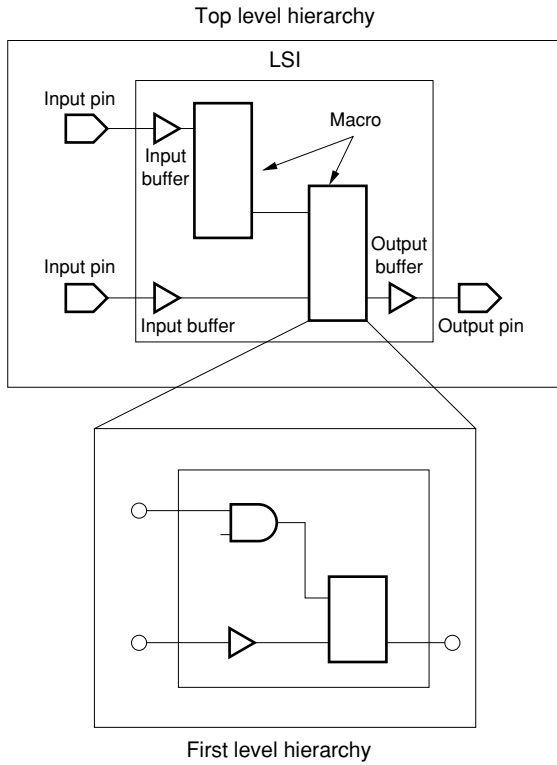 Top level hierarchy
LSI
Input pin
Macro
Input
buffer
Output
buffer
Input pin
Input buffer
Output pin
First level hierarchy